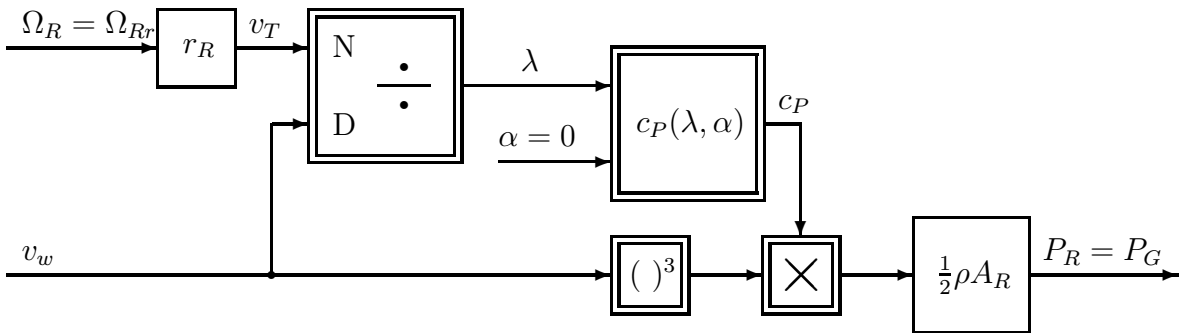 Ω_R = Ω_Rr
r_R
v_T
N
÷
D
λ
α = 0
c_P(λ, α)
c_P
v_w
( )³
×
½ρA_R
P_R = P_G